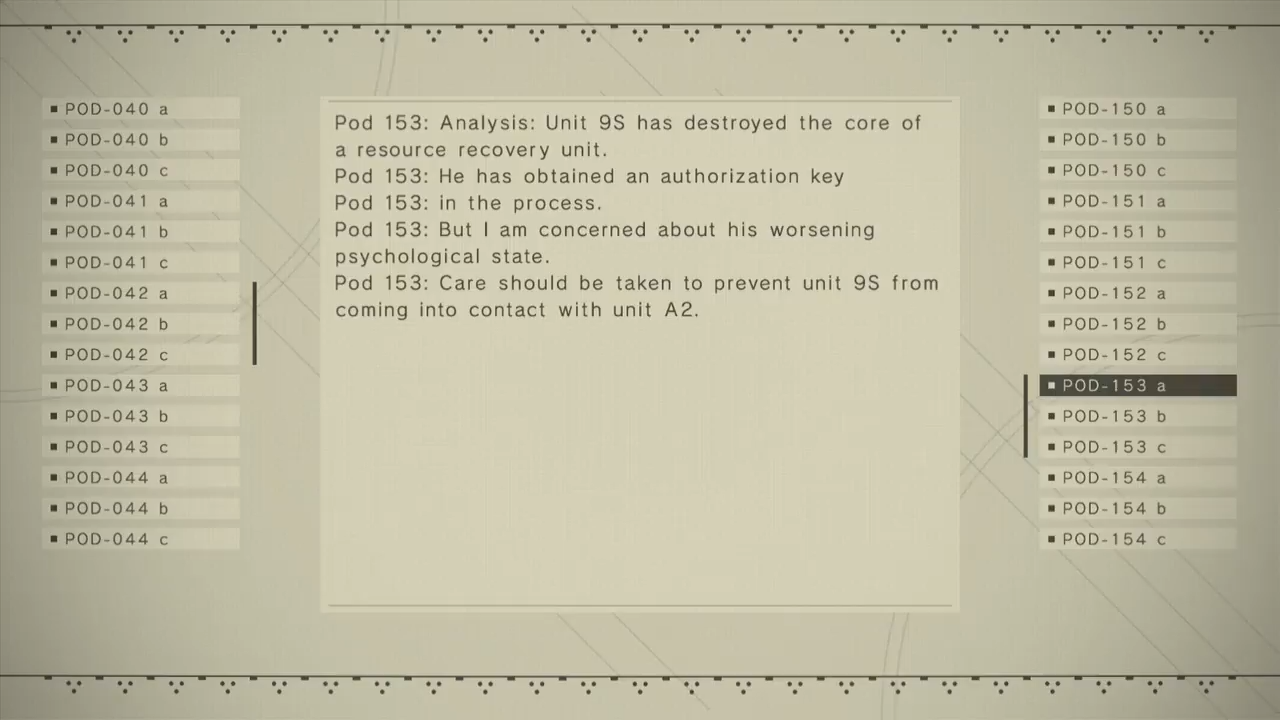 POD-040 a
POD-040 b
POD-040 c
POD-041 a
POD-041 b
POD-041 c
POD-042 a
POD-042 b
POD-042 c
POD-043 a
POD-043 b
POD-043 c
POD-044 a
POD-044 b
POD-044 c
Pod 153: Analysis: Unit 9S has destroyed the core of
a resource recovery unit.
Pod 153: He has obtained an authorization key
Pod 153: in the process.
Pod 153: But I am concerned about his worsening
psychological state.
Pod 153: Care should be taken to prevent unit 9S from
coming into contact with unit A2.
POD-150 a
POD-150 b
POD-150 c
POD-151 a
POD-151 b
POD-151 c
POD-152 a
POD-152 b
POD-152 c
POD-153 a
POD-153 b
POD-153 c
POD-154 a
POD-154 b
POD-154 c